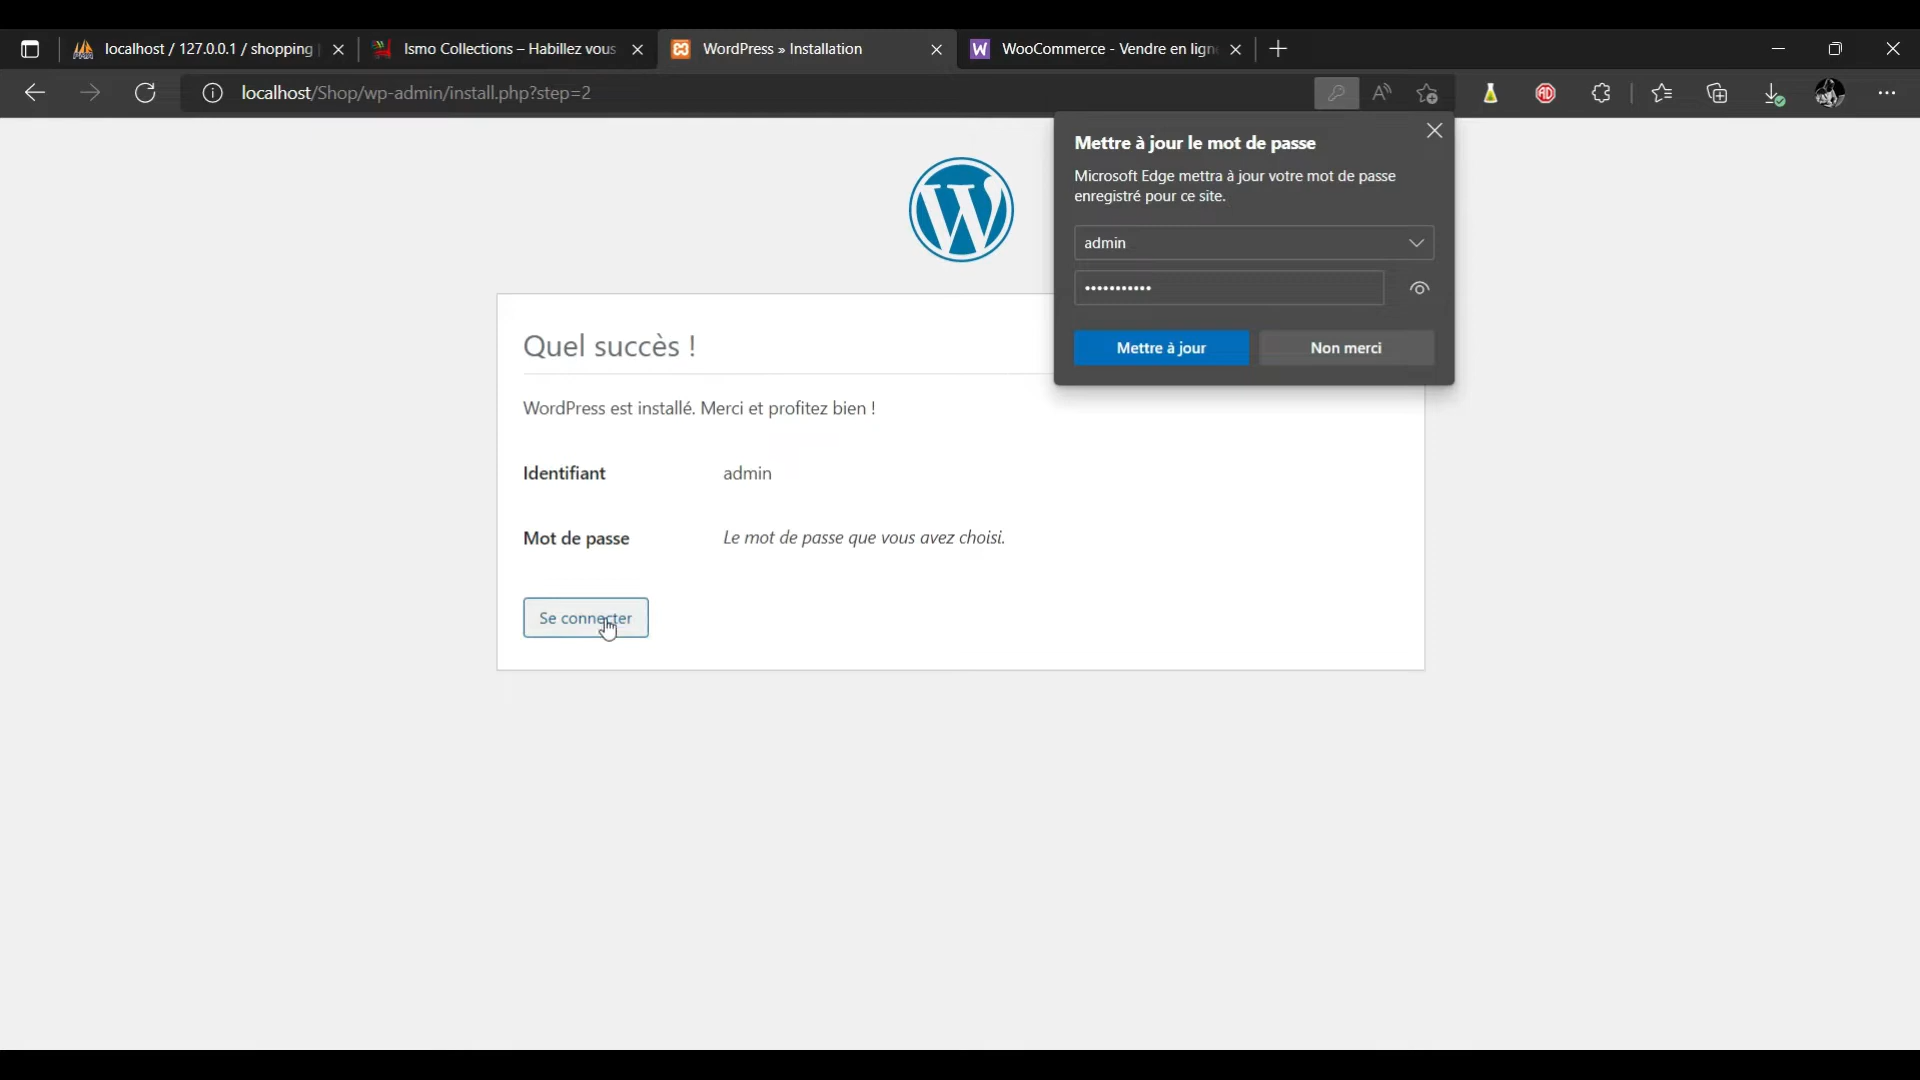 localhost / 127.0.0.1 / shopping
Ismo Collections – Habillez vous
WordPress » Installation
WooCommerce - Vendre en lign
localhost/Shop/wp-admin/install.php?step=2
Mettre à jour le mot de passe
Microsoft Edge mettra à jour votre mot de passe
enregistré pour ce site.
admin
•••••••••••
Mettre à jour
Non merci
Quel succès !
WordPress est installé. Merci et profitez bien !
Identifiant admin
Mot de passe Le mot de passe que vous avez choisi.
Se connecter